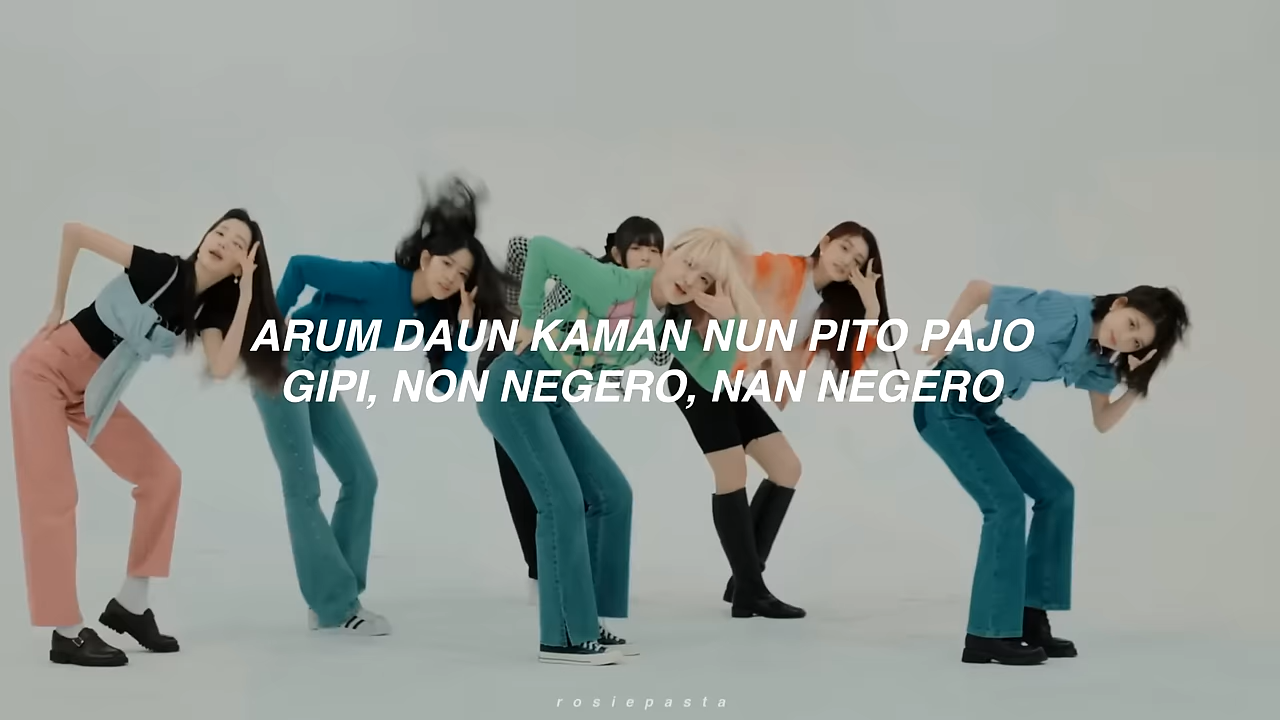 ARUM DAUN KAMAN NUN PITO PAJO
GIPI, NON NEGERO, NAN NEGERO
rosiepasta